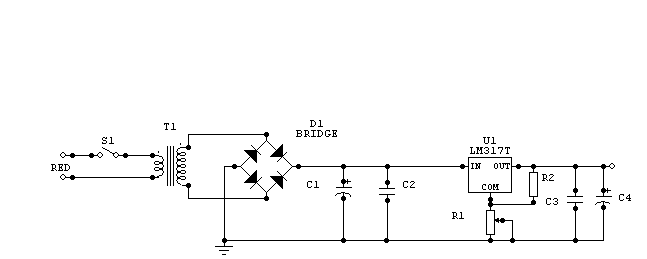 T1
D1
BRIDGE
S1
U1
LM317T
RED
IN OUT
COM
C1
C2
R2
R1
C3
C4